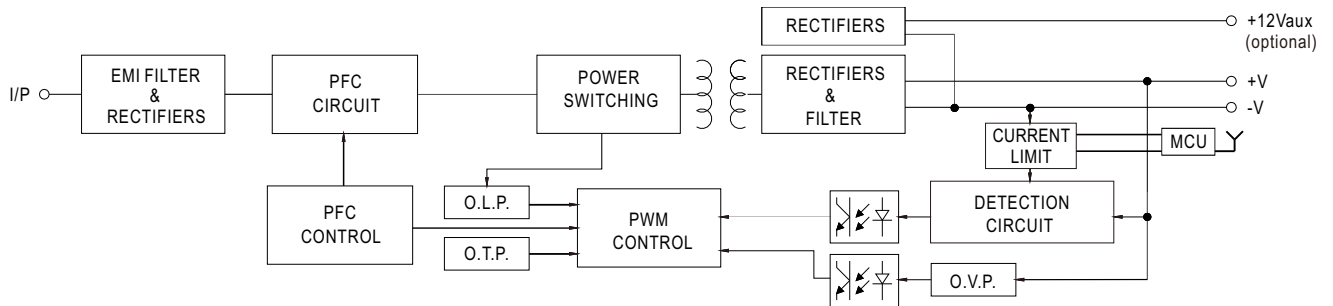 RECTIFIERS
+12Vaux
(optional)
I/P
EMI FILTER
&
RECTIFIERS
PFC
CIRCUIT
POWER
SWITCHING
RECTIFIERS
&
FILTER
+V
-V
CURRENT
LIMIT
MCU
PFC
CONTROL
O.L.P.
O.T.P.
PWM
CONTROL
DETECTION
CIRCUIT
O.V.P.